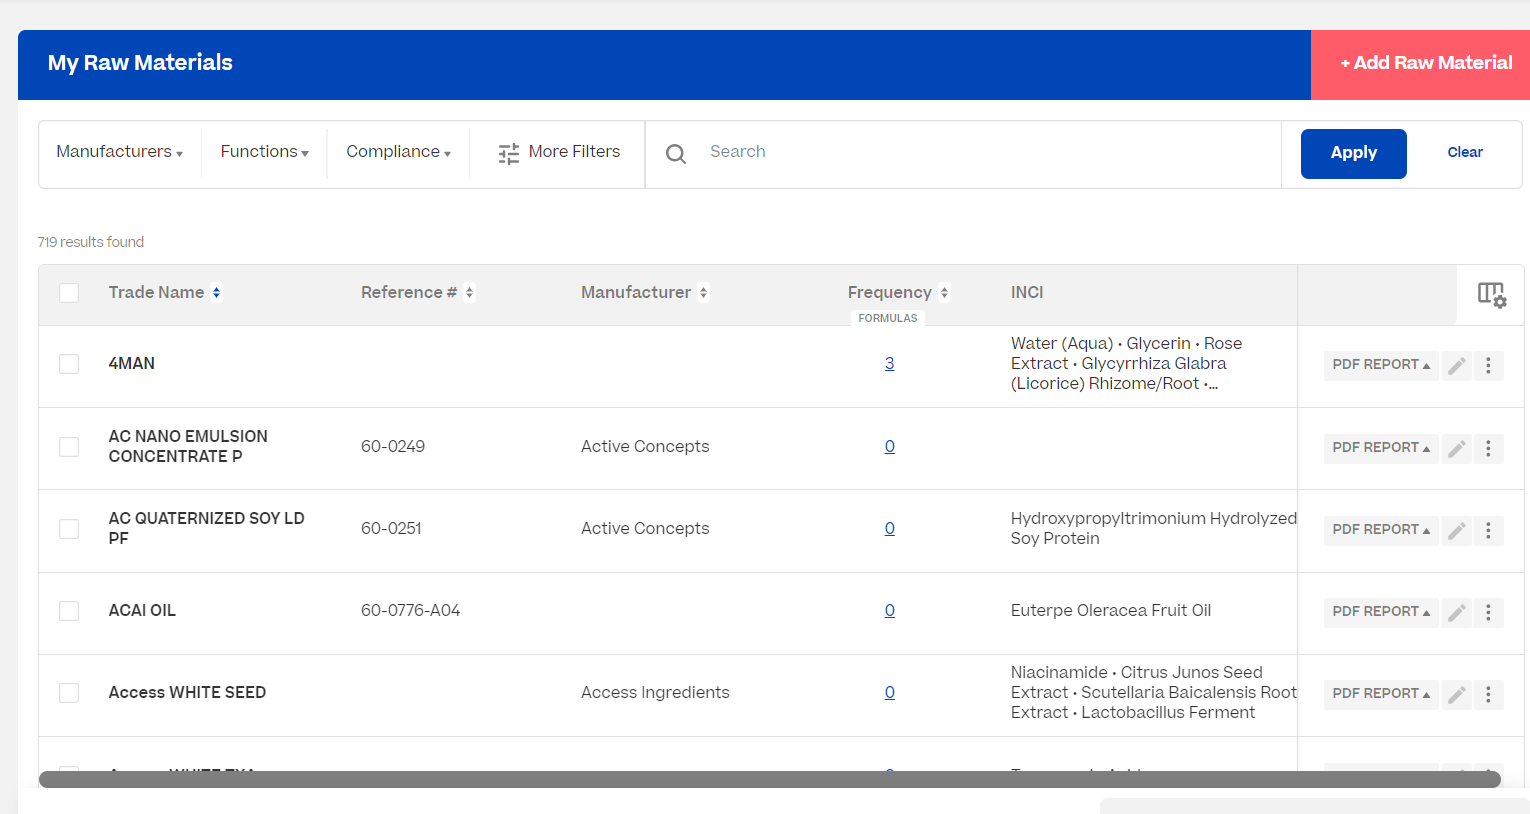 My Raw Materials
+ Add Raw Material
Manufacturers
Functions
Compliance
More Filters
Search
Apply
Clear
719 results found
Trade Name
Reference #
Manufacturer
Frequency
FORMULAS
INCI
4MAN
3
Water (Aqua) • Glycerin • Rose
Extract • Glycyrrhiza Glabra
(Licorice) Rhizome/Root •...
PDF REPORT
AC NANO EMULSION
CONCENTRATE P
60-0249
Active Concepts
0
PDF REPORT
AC QUATERNIZED SOY LD
PF
60-0251
Active Concepts
0
Hydroxypropyltrimonium Hydrolyzed
Soy Protein
PDF REPORT
ACAI OIL
60-0776-A04
0
Euterpe Oleracea Fruit Oil
PDF REPORT
Access WHITE SEED
Access Ingredients
0
Niacinamide • Citrus Junos Seed
Extract • Scutellaria Baicalensis Root
Extract • Lactobacillus Ferment
PDF REPORT